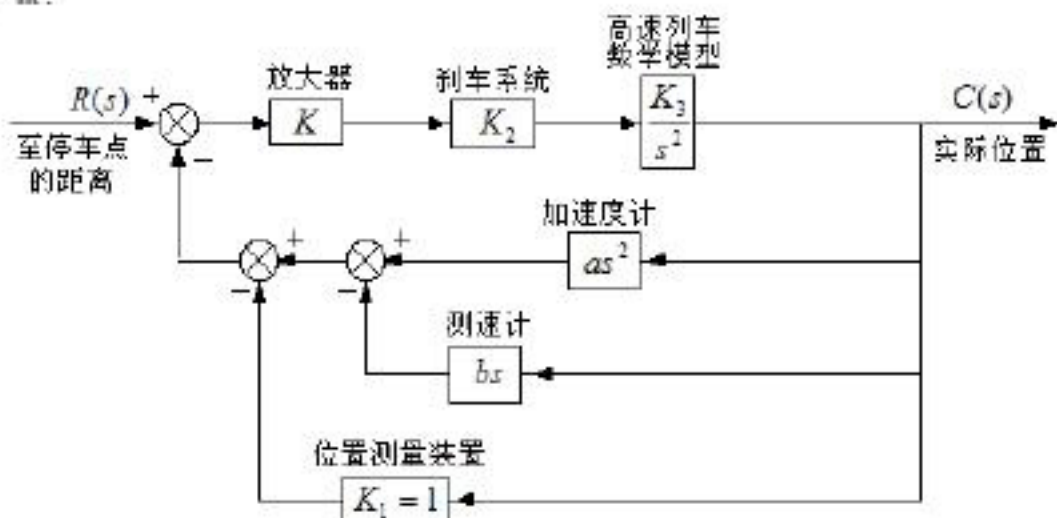 高速列车
数学模型
放大器
刹车系统
R(s) +
K
K₂
K₃
s²
C(s)
至停车点
的距离
−
实际位置
加速度计
+
+
as²
−
−
测速计
bs
位置测量装置
K₁ = 1